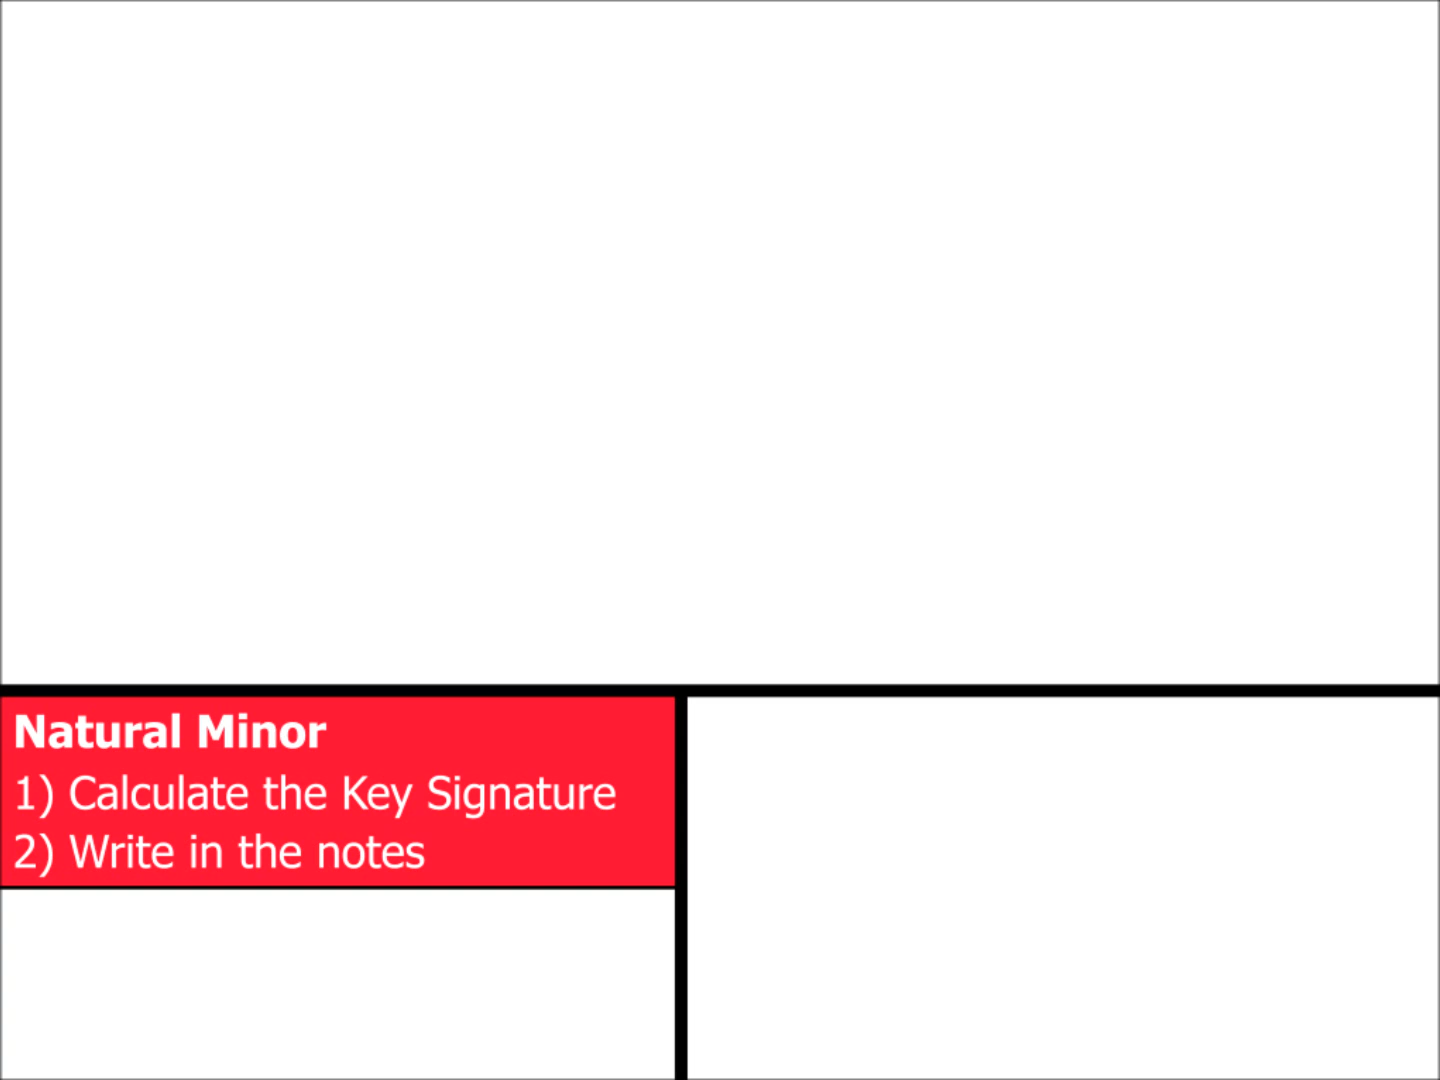 Natural Minor
1) Calculate the Key Signature
2) Write in the notes